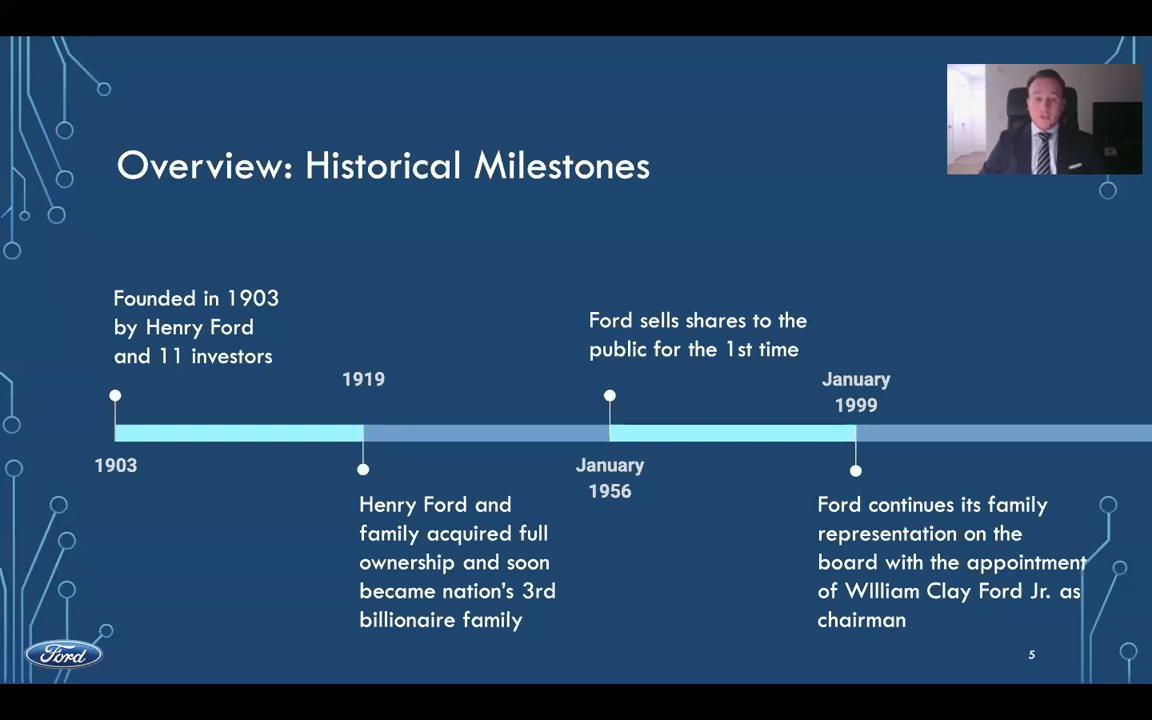 Overview: Historical Milestones
Founded in 1903
by Henry Ford
and 11 investors
1903
1919
Henry Ford and
family acquired full
ownership and soon
became nation's 3rd
billionaire family
Ford sells shares to the
public for the 1st time
January
1956
January
1999
Ford continues its family
representation on the
board with the appointment
of WIlliam Clay Ford Jr. as
chairman
Ford
5